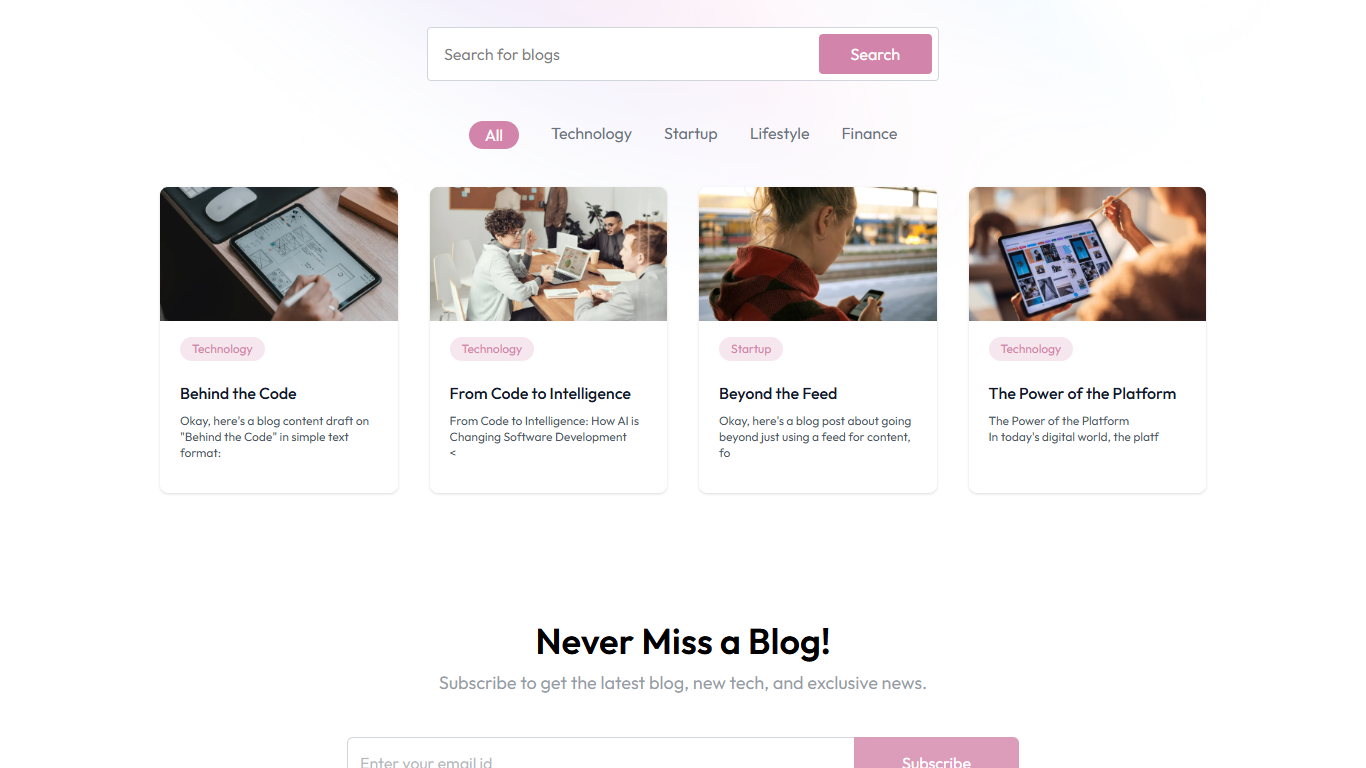 Search for blogs
Search
All
Technology
Startup
Lifestyle
Finance
Technology
Behind the Code
Okay, here's a blog content draft on
"Behind the Code" in simple text
format:
Technology
From Code to Intelligence
From Code to Intelligence: How AI is
Changing Software Development
<
Startup
Beyond the Feed
Okay, here's a blog post about going
beyond just using a feed for content,
fo
Technology
The Power of the Platform
The Power of the Platform
In today's digital world, the platf
Never Miss a Blog!
Subscribe to get the latest blog, new tech, and exclusive news.
Enter your email id
Subscribe